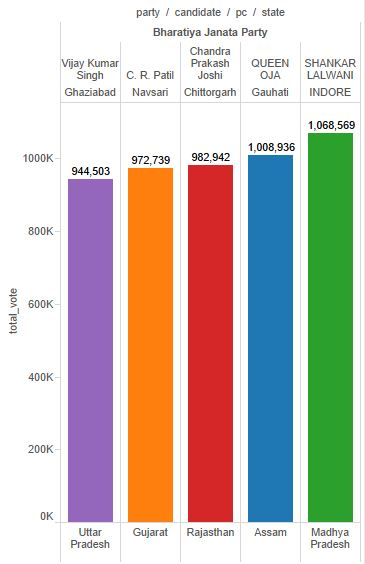 party / candidate / pc / state
Bharatiya Janata Party
Vijay Kumar Singh
C. R. Patil
Chandra Prakash Joshi
QUEEN OJA
SHANKAR LALWANI
Ghaziabad
Navsari
Chittorgarh
Gauhati
INDORE
1,068,569
1,008,936
982,942
972,739
944,503
1000K
800K
600K
400K
200K
0K
total_vote
Uttar Pradesh
Gujarat
Rajasthan
Assam
Madhya Pradesh